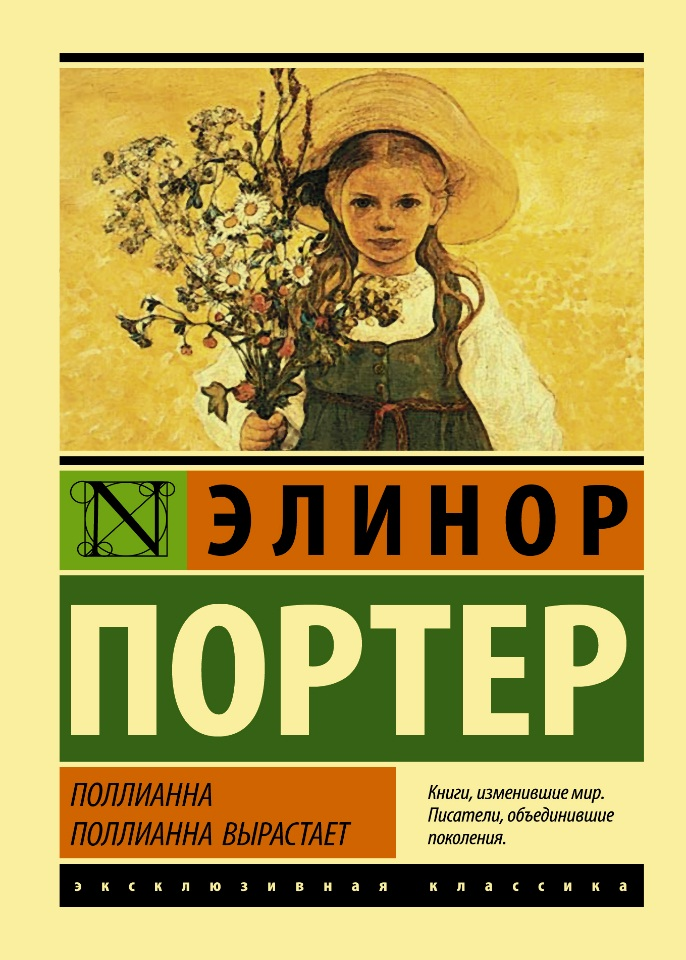 N
ЭЛИНОР
ПОРТЕР
ПОЛЛИАННА
ПОЛЛИАННА ВЫРАСТАЕТ
Книги, изменившие мир.
Писатели, объединившие
поколения.
эксклюзивная классика